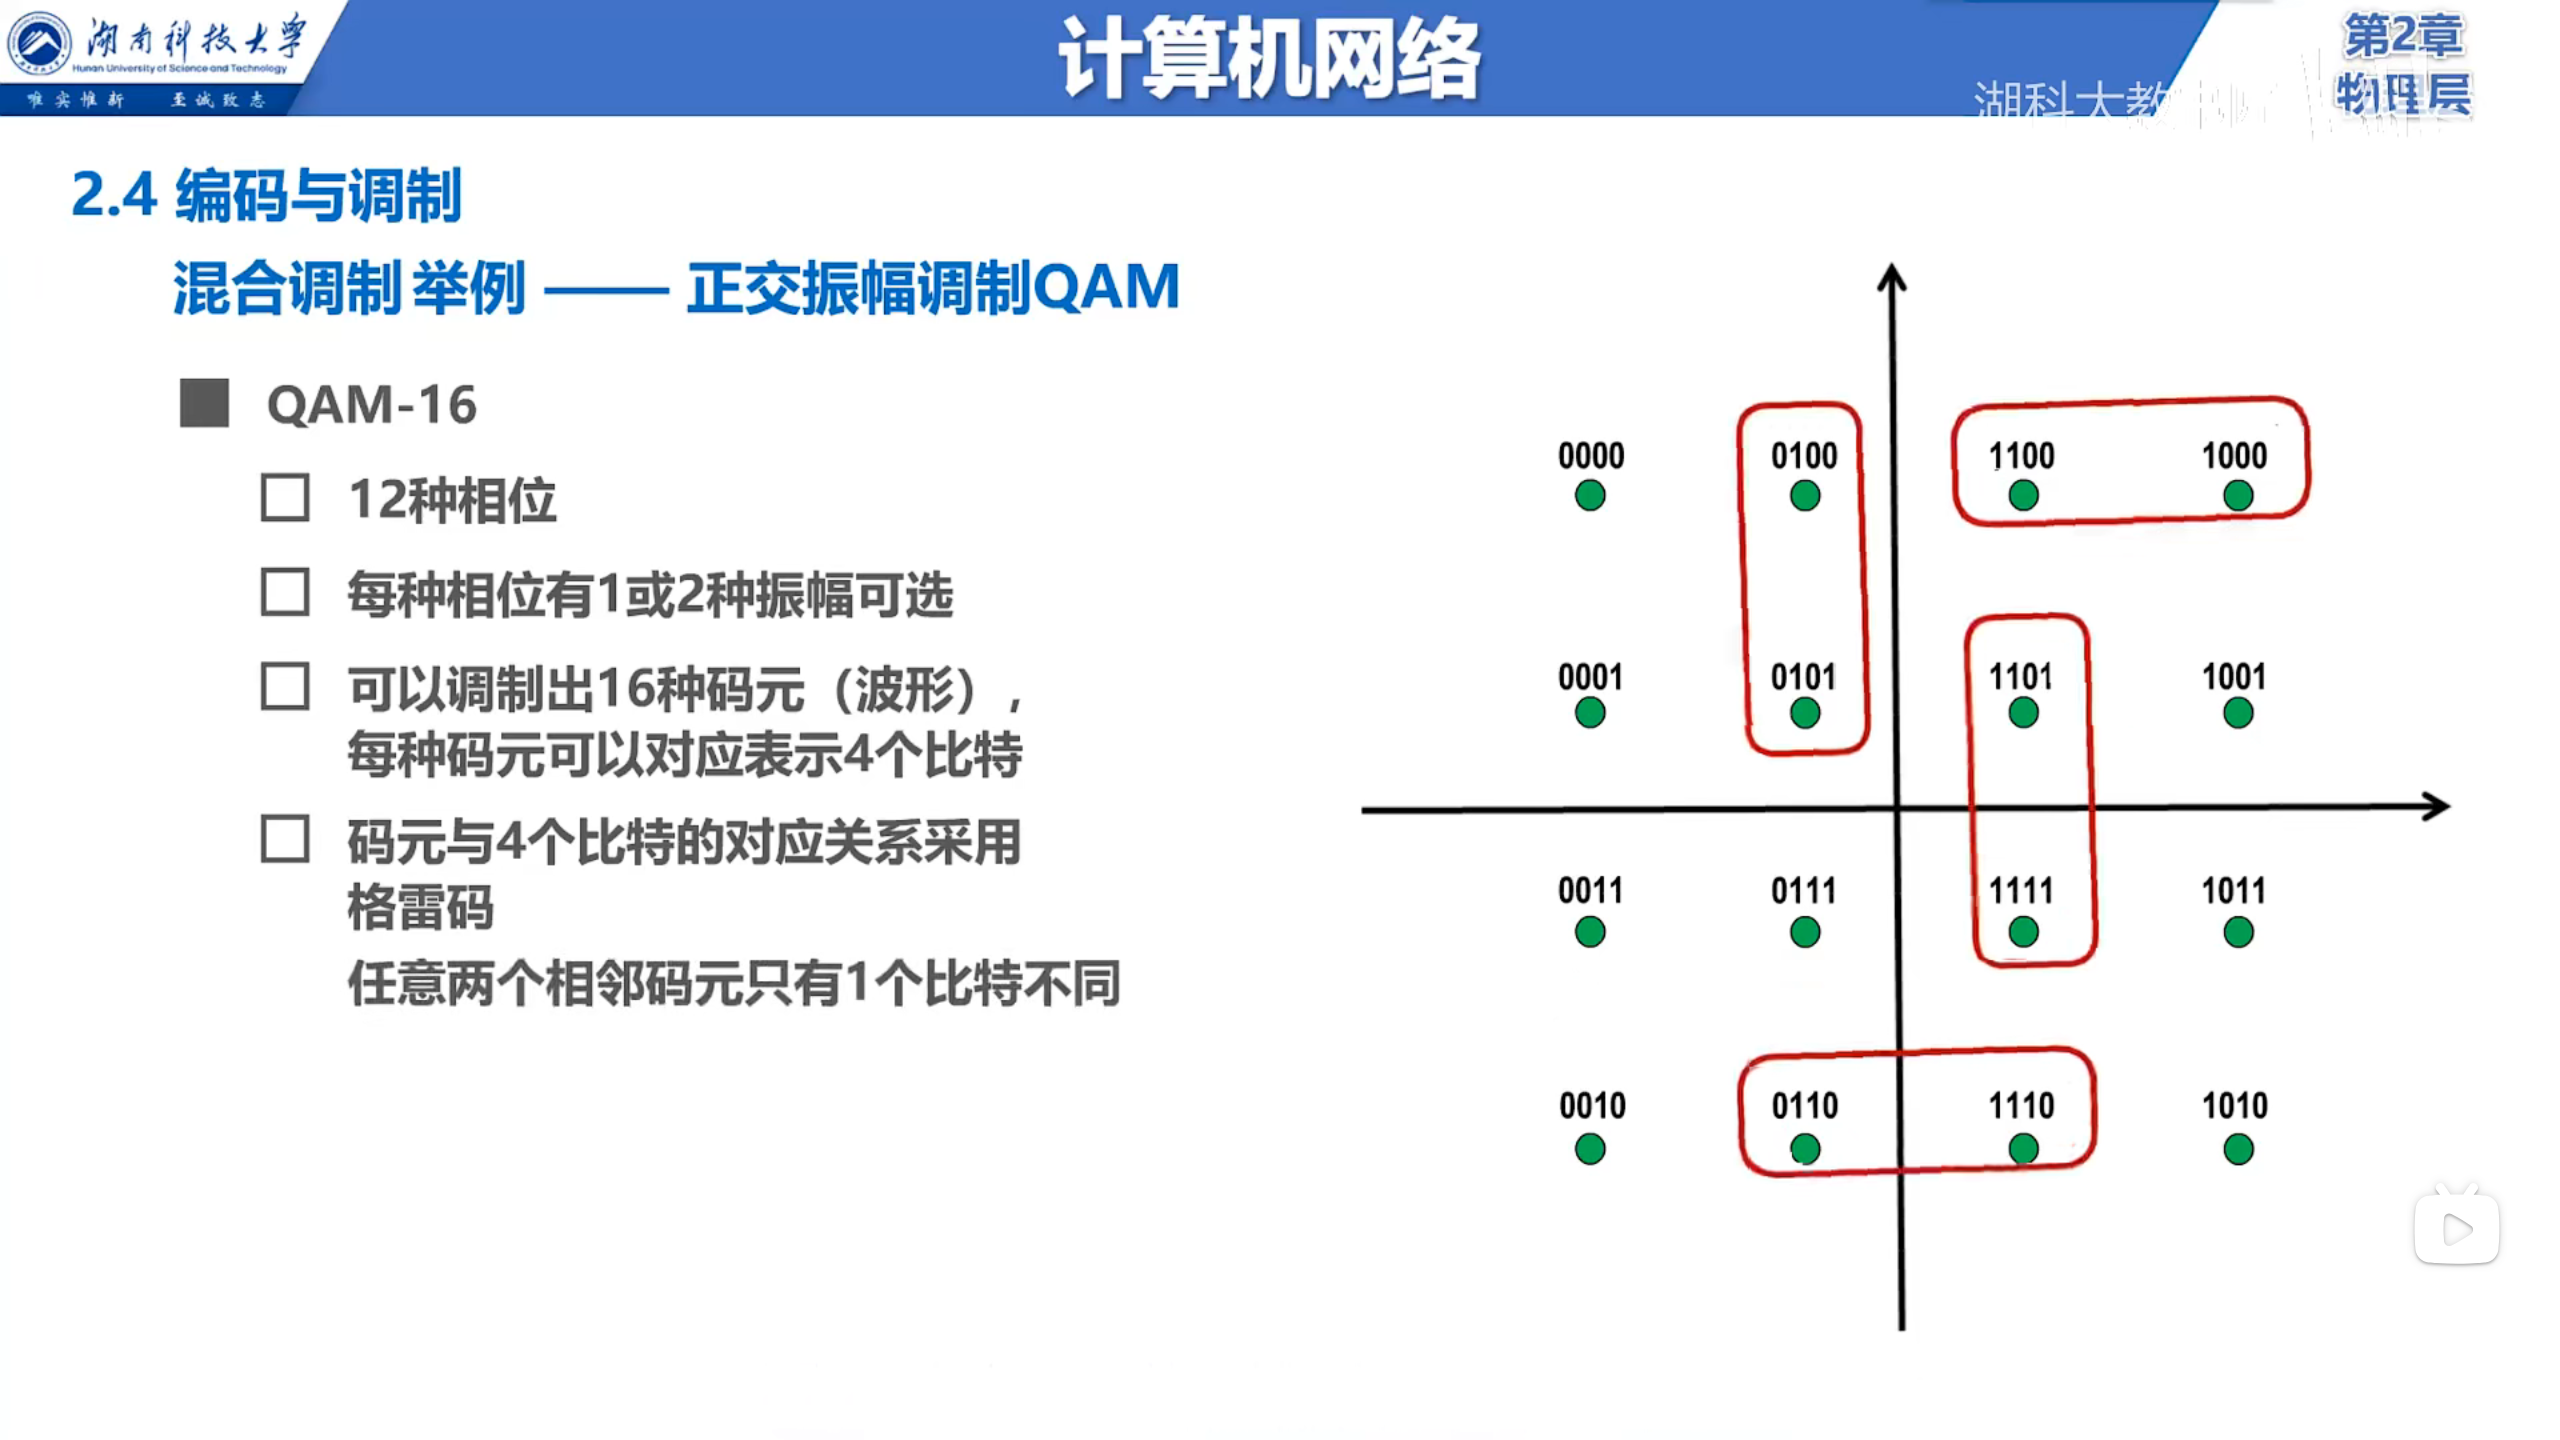 湖南科技大学
Hunan University of Science and Technology
唯实惟新 至诚致志
计算机网络
第2章
物理层
湖科大教
2.4 编码与调制
混合调制 举例 —— 正交振幅调制QAM
QAM-16
12种相位
每种相位有1或2种振幅可选
可以调制出16种码元（波形）,
每种码元可以对应表示4个比特
码元与4个比特的对应关系采用
格雷码
任意两个相邻码元只有1个比特不同
0000 0100 1100 1000
0001 0101 1101 1001
0011 0111 1111 1011
0010 0110 1110 1010